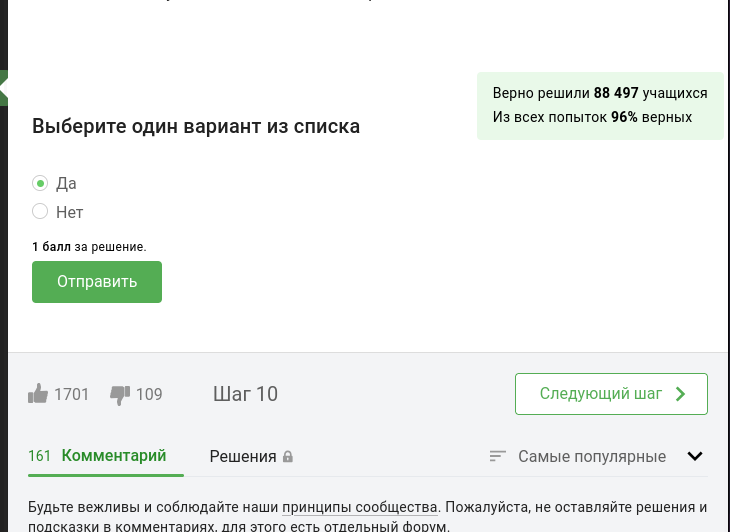 Верно решили 88 497 учащихся
Из всех попыток 96% верных
Выберите один вариант из списка
Да
Нет
1 балл за решение.
Отправить
1701 109 Шаг 10 Следующий шаг
161 Комментарий Решения Самые популярные
Будьте вежливы и соблюдайте наши принципы сообщества. Пожалуйста, не оставляйте решения и
подсказки в комментариях, для этого есть отдельный форум.